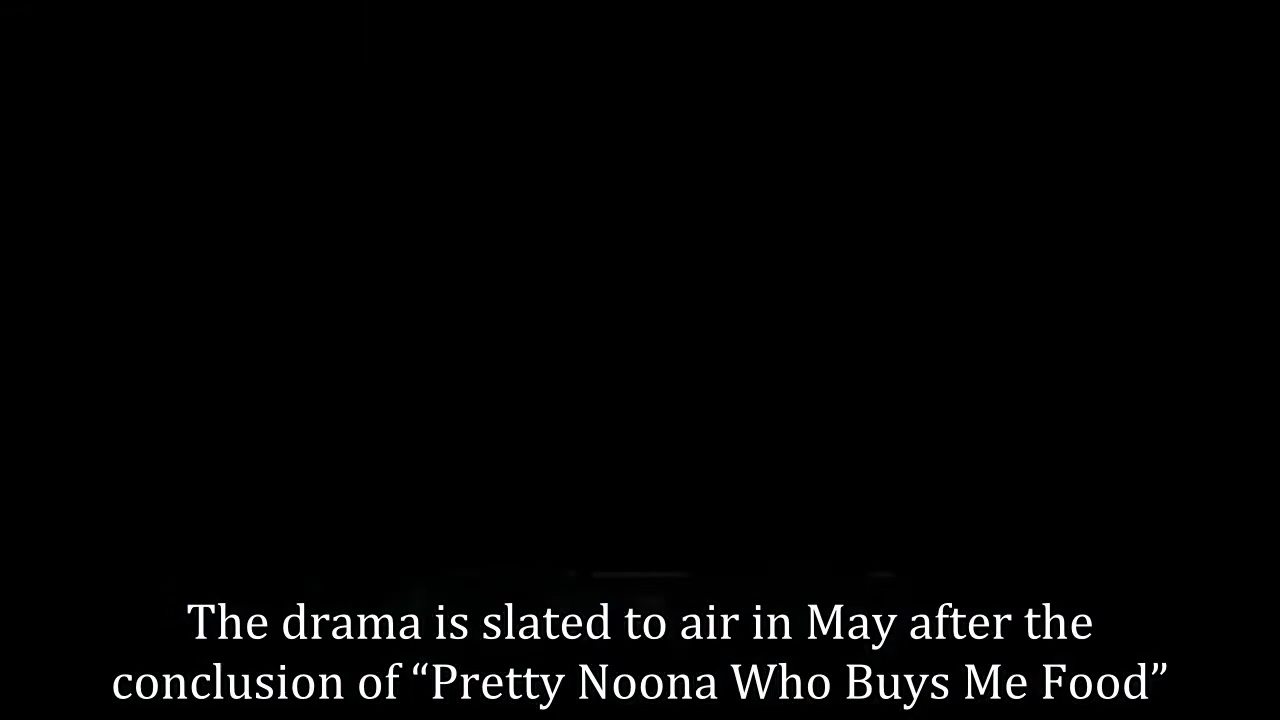 The drama is slated to air in May after the
conclusion of “Pretty Noona Who Buys Me Food”